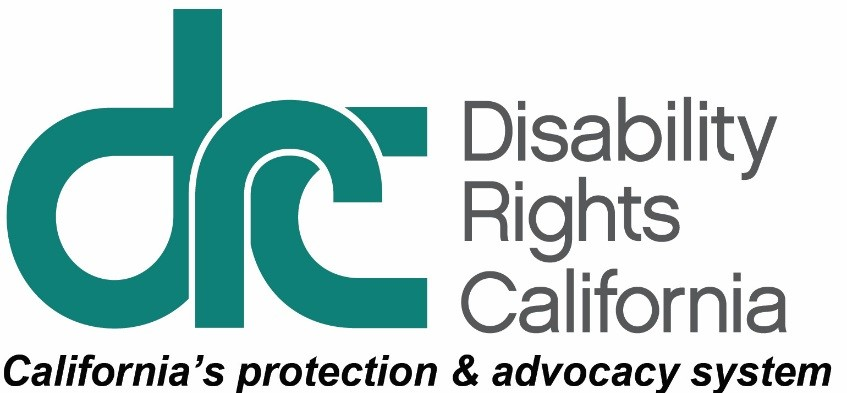 drc
Disability
Rights
California
California’s protection & advocacy system